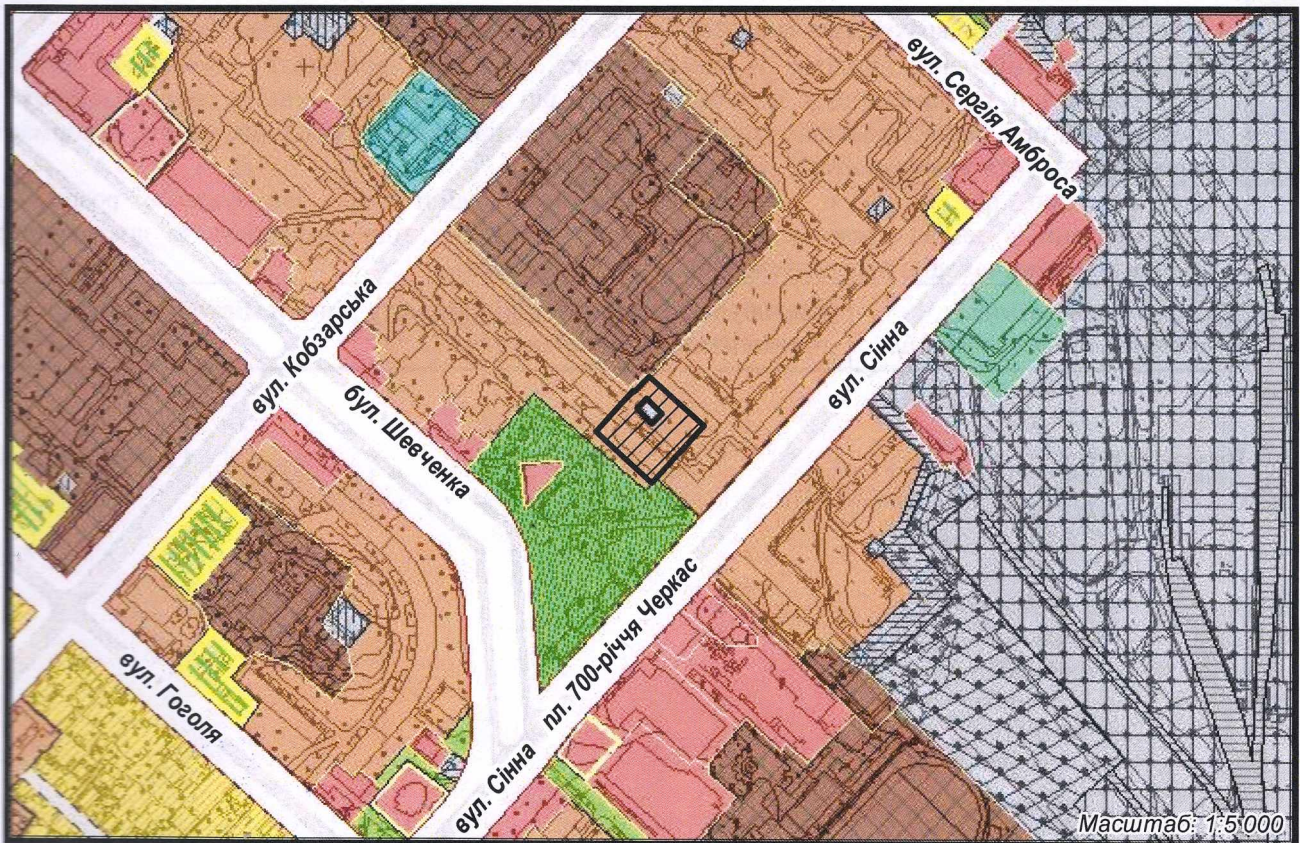 вул. Сергія Амброса
вул. Кобзарська
вул. Сінна
бул. Шевченка
пл. 700-річчя Черкас
вул. Гоголя
вул. Сінна
Масштаб: 1:5 000